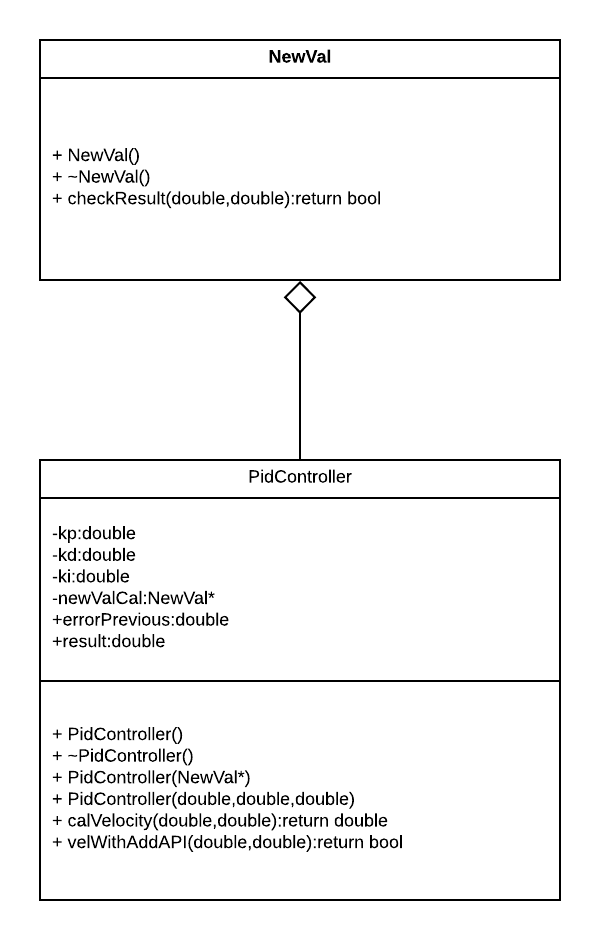 NewVal
+ NewVal()
+ ~NewVal()
+ checkResult(double,double):return bool
PidController
-kp:double
-kd:double
-ki:double
-newValCal:NewVal*
+errorPrevious:double
+result:double
+ PidController()
+ ~PidController()
+ PidController(NewVal*)
+ PidController(double,double,double)
+ calVelocity(double,double):return double
+ velWithAddAPI(double,double):return bool